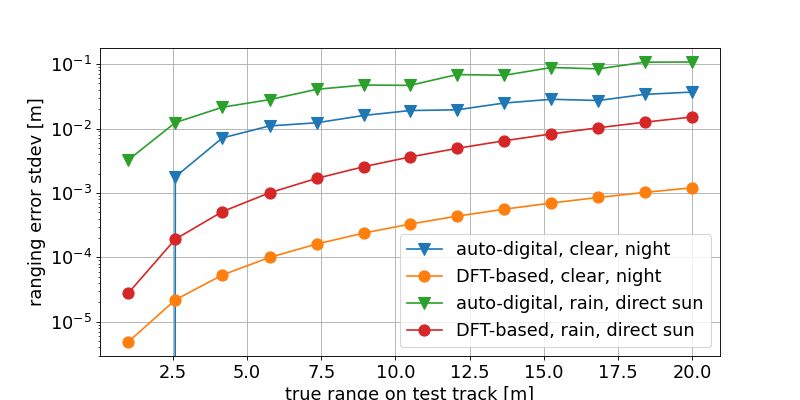 ranging error stdev [m]
10⁻¹
10⁻²
10⁻³
10⁻⁴
10⁻⁵
auto-digital, clear, night
DFT-based, clear, night
auto-digital, rain, direct sun
DFT-based, rain, direct sun
2.5 5.0 7.5 10.0 12.5 15.0 17.5 20.0
true range on test track [m]